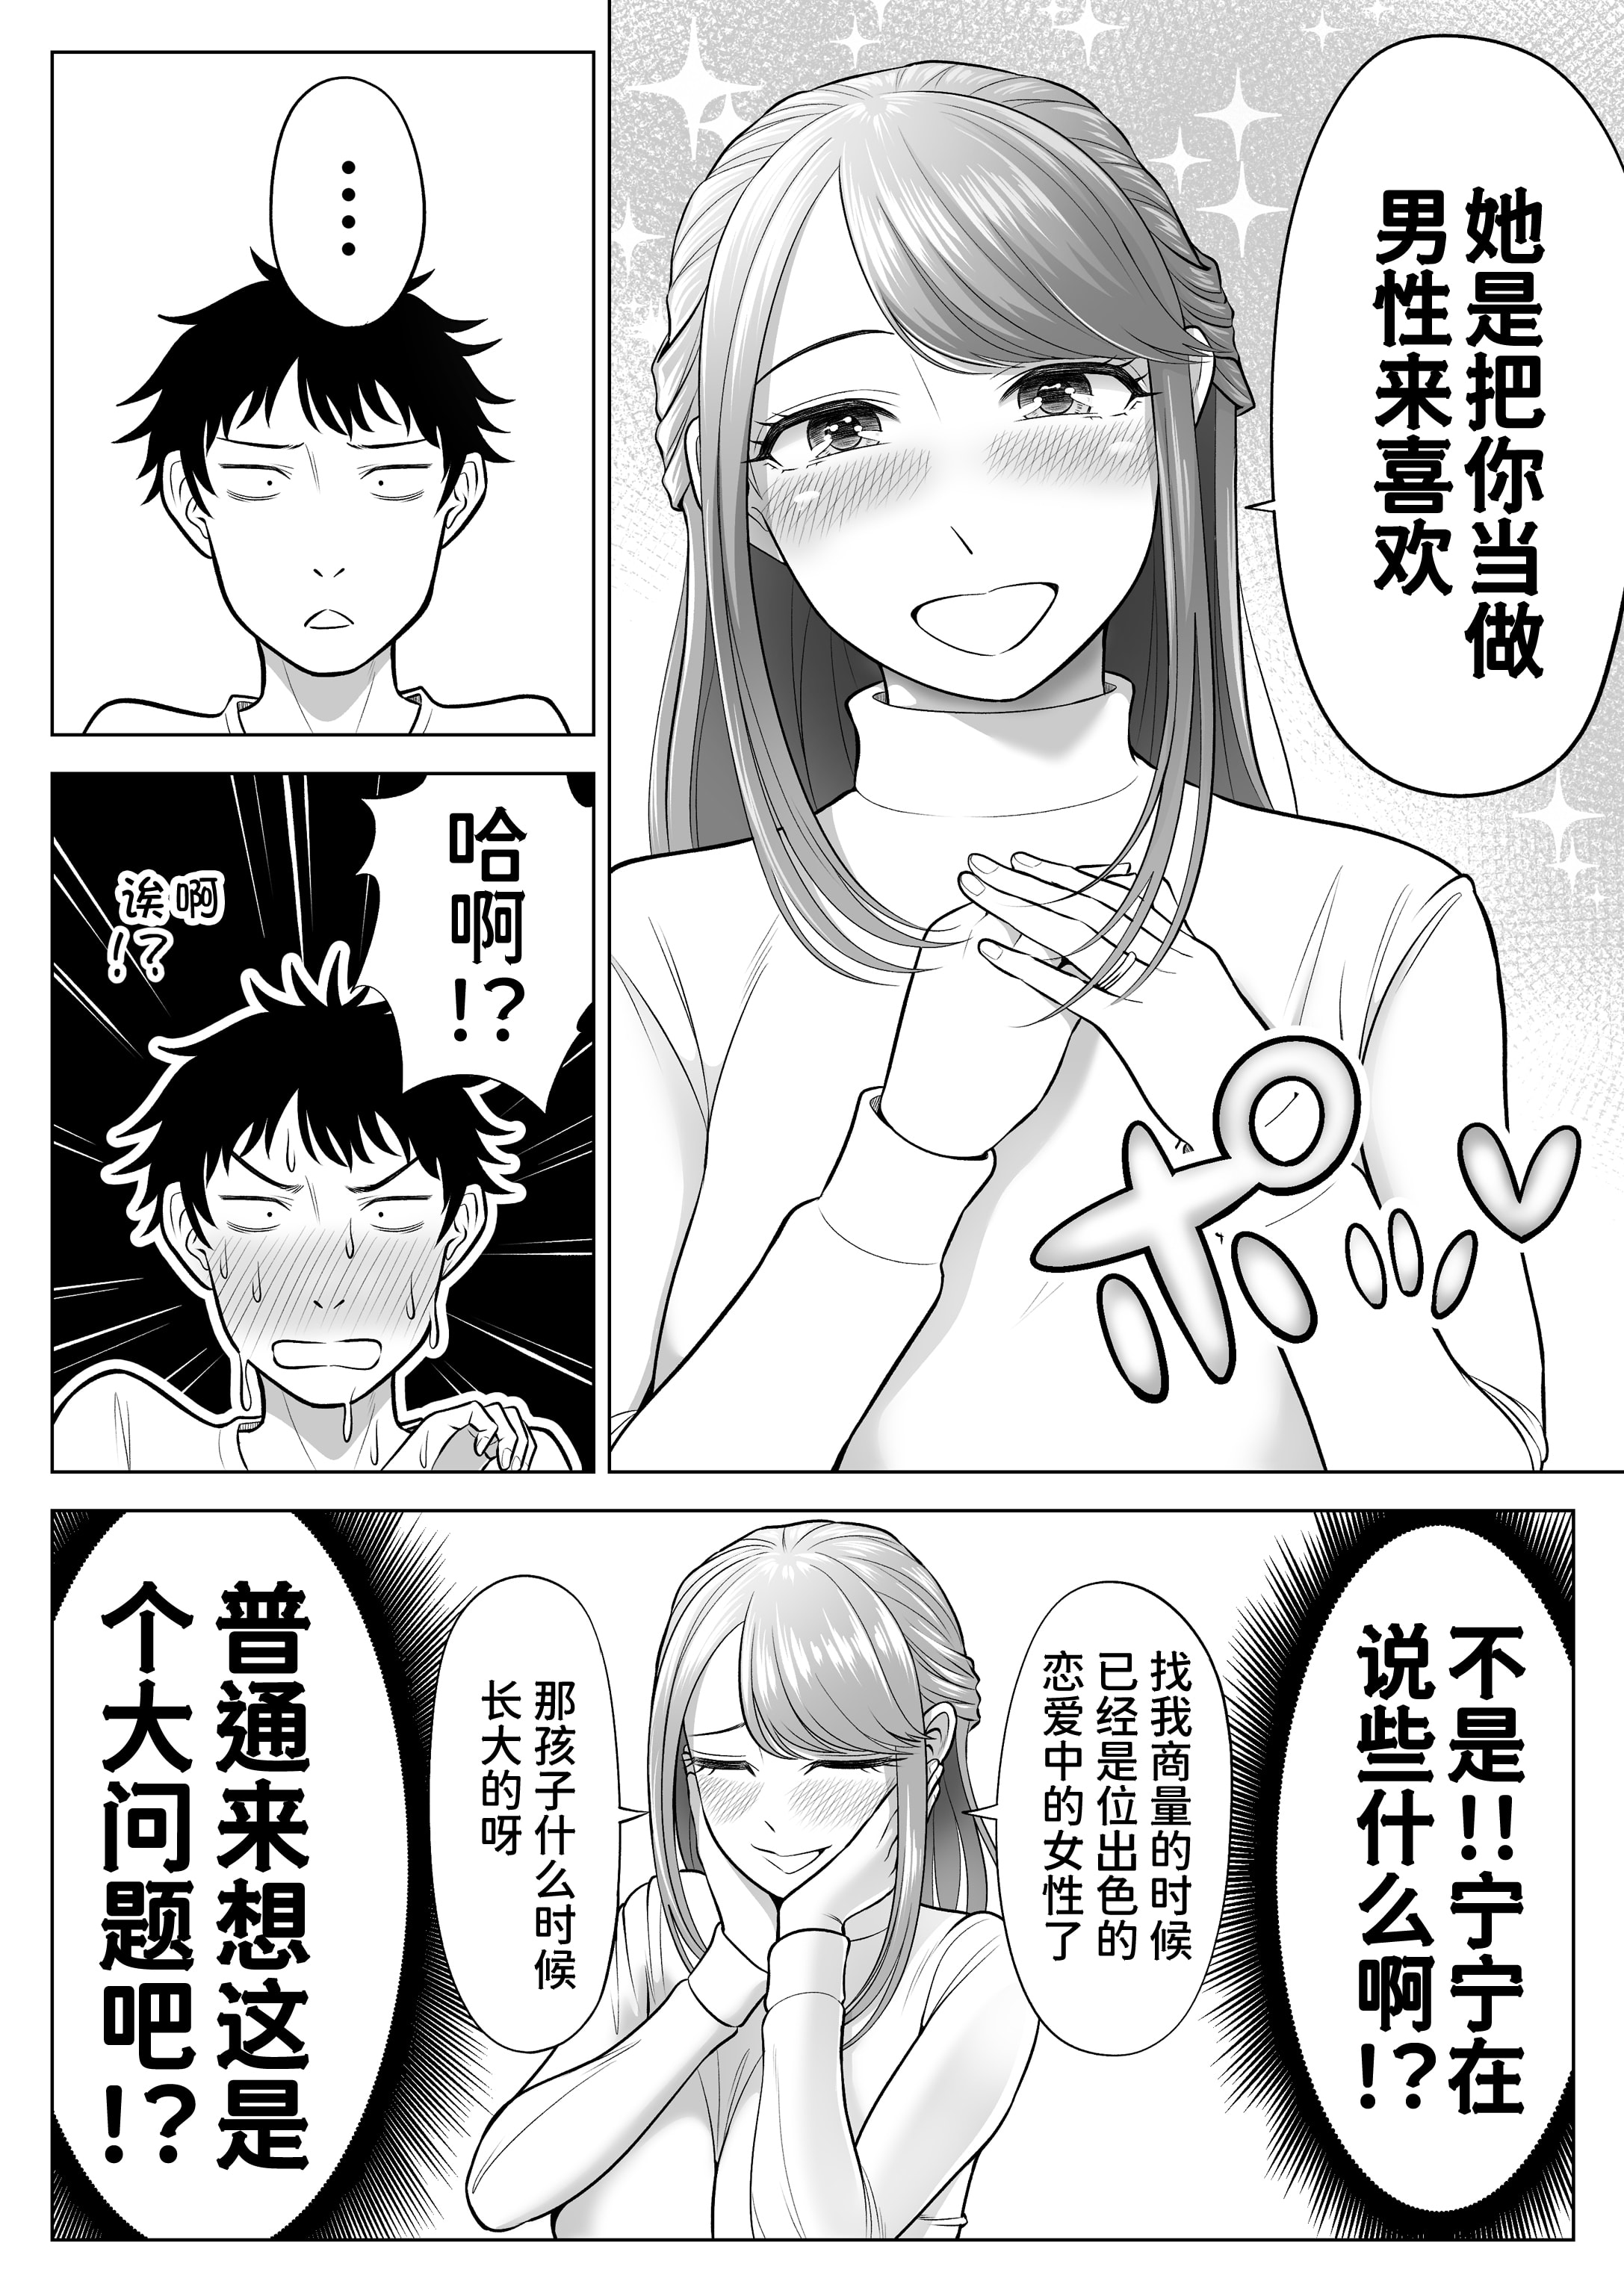 她是把你当做
男性来喜欢
ポッ
••••
哈啊!?
啊
诶!?
不是!!宁宁在
说些什么啊!?
找我商量的时候
已经是位出色的
恋爱中的女性了
那孩子什么时候
长大的呀
普通来想这是
个大问题吧!?